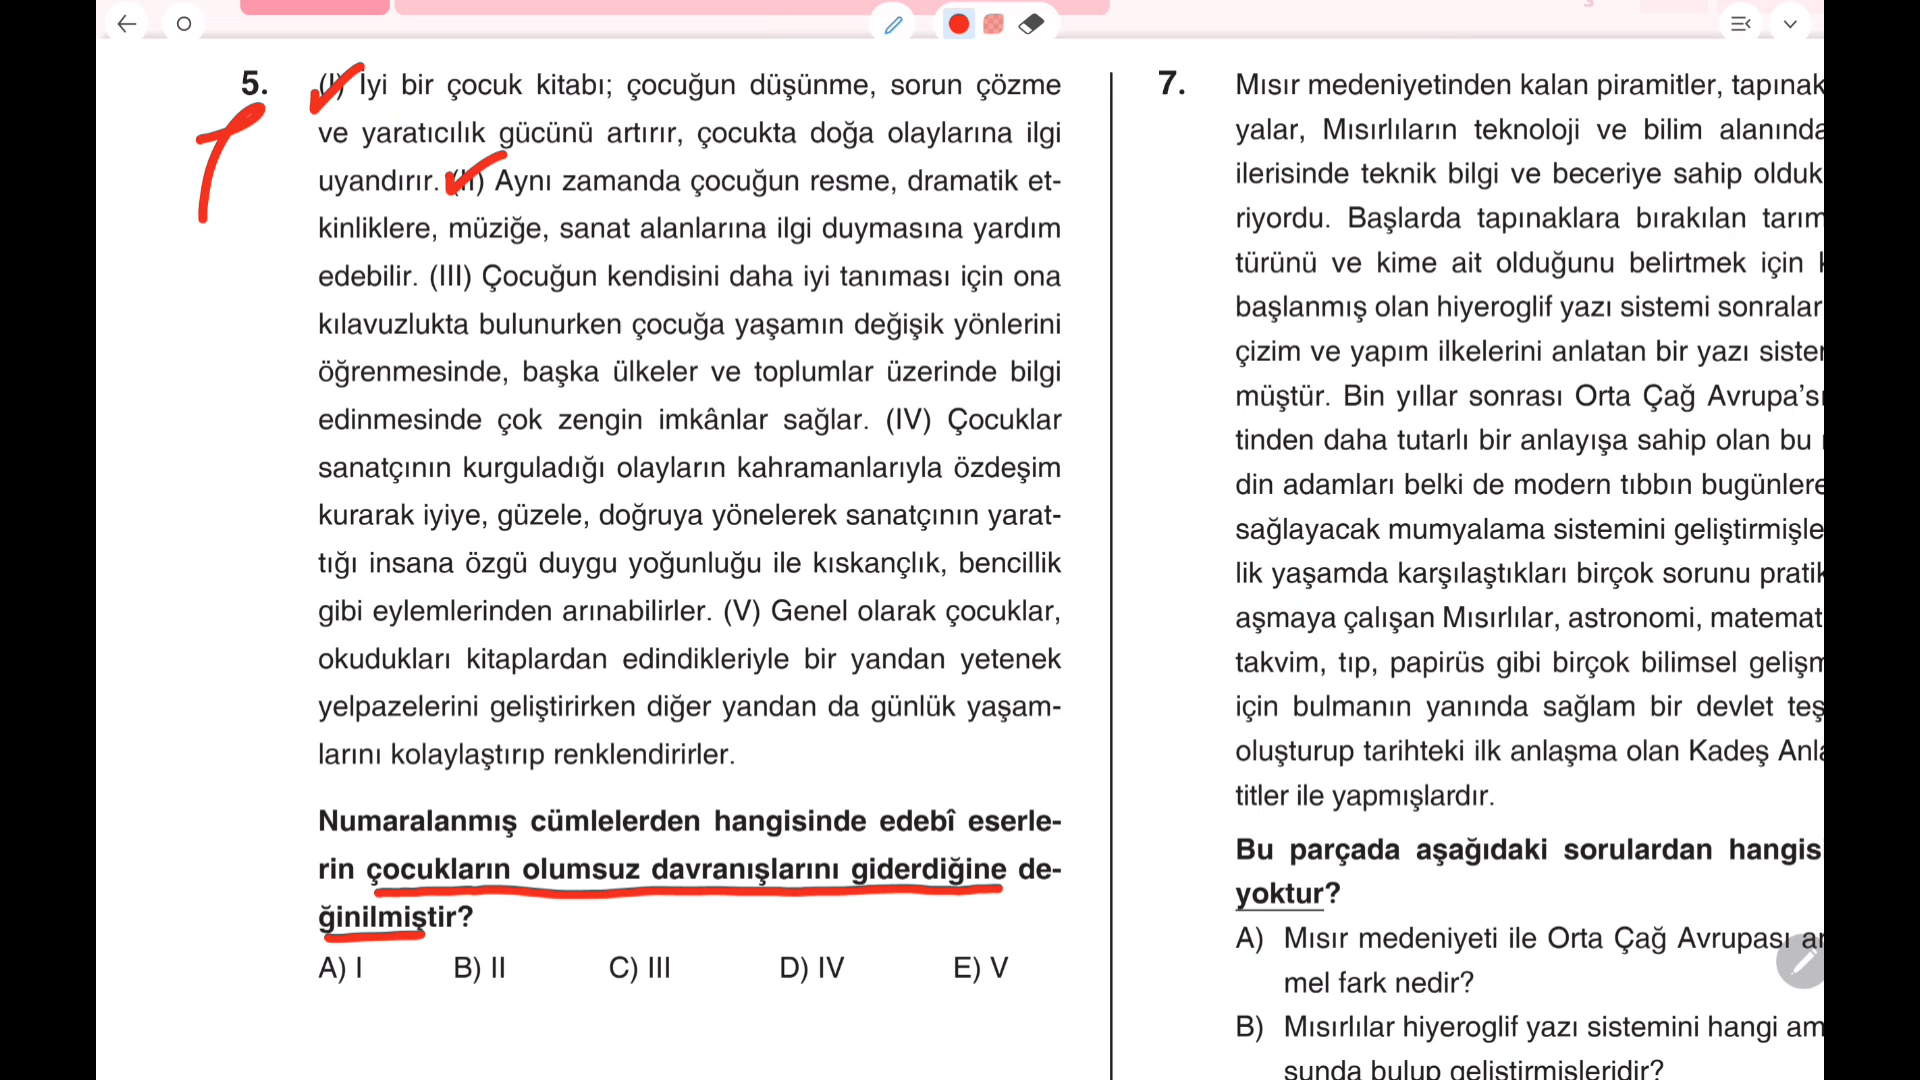 5.
(I) İyi bir çocuk kitabı; çocuğun düşünme, sorun çözme
ve yaratıcılık gücünü artırır, çocukta doğa olaylarına ilgi
uyandırır. (II) Aynı zamanda çocuğun resme, dramatik et-
kinliklere, müziğe, sanat alanlarına ilgi duymasına yardım
edebilir. (III) Çocuğun kendisini daha iyi tanıması için ona
kılavuzlukta bulunurken çocuğa yaşamın değişik yönlerini
öğrenmesinde, başka ülkeler ve toplumlar üzerinde bilgi
edinmesinde çok zengin imkânlar sağlar. (IV) Çocuklar
sanatçının kurguladığı olayların kahramanlarıyla özdeşim
kurarak iyiye, güzele, doğruya yönelerek sanatçının yarat-
tığı insana özgü duygu yoğunluğu ile kıskançlık, bencillik
gibi eylemlerinden arınabilirler. (V) Genel olarak çocuklar,
okudukları kitaplardan edindikleriyle bir yandan yetenek
yelpazelerini geliştirirken diğer yandan da günlük yaşam-
larını kolaylaştırıp renklendirirler.
Numaralanmış cümlelerden hangisinde edebî eserle-
rin çocukların olumsuz davranışlarını giderdiğine de-
ğinilmiştir?
A) I B) II C) III D) IV E) V
7.
Mısır medeniyetinden kalan piramitler, tapınak
yalar, Mısırlıların teknoloji ve bilim alanında
ilerisinde teknik bilgi ve beceriye sahip olduk
riyordu. Başlarda tapınaklara bırakılan tarım
türünü ve kime ait olduğunu belirtmek için
başlanmış olan hiyeroglif yazı sistemi sonralar
çizim ve yapım ilkelerini anlatan bir yazı sister
müştür. Bin yıllar sonrası Orta Çağ Avrupa’sı
tinden daha tutarlı bir anlayışa sahip olan bu
din adamları belki de modern tıbbın bugünlere
sağlayacak mumyalama sistemini geliştirmişle
lik yaşamda karşılaştıkları birçok sorunu pratik
aşmaya çalışan Mısırlılar, astronomi, matemat
takvim, tıp, papirüs gibi birçok bilimsel gelişm
için bulmanın yanında sağlam bir devlet teş
oluşturup tarihteki ilk anlaşma olan Kadeş Anla
titler ile yapmışlardır.
Bu parçada aşağıdaki sorulardan hangis
yoktur?
A) Mısır medeniyeti ile Orta Çağ Avrupası ar
mel fark nedir?
B) Mısırlılar hiyeroglif yazı sistemini hangi am
sunda bulup geliştirmişleridir?